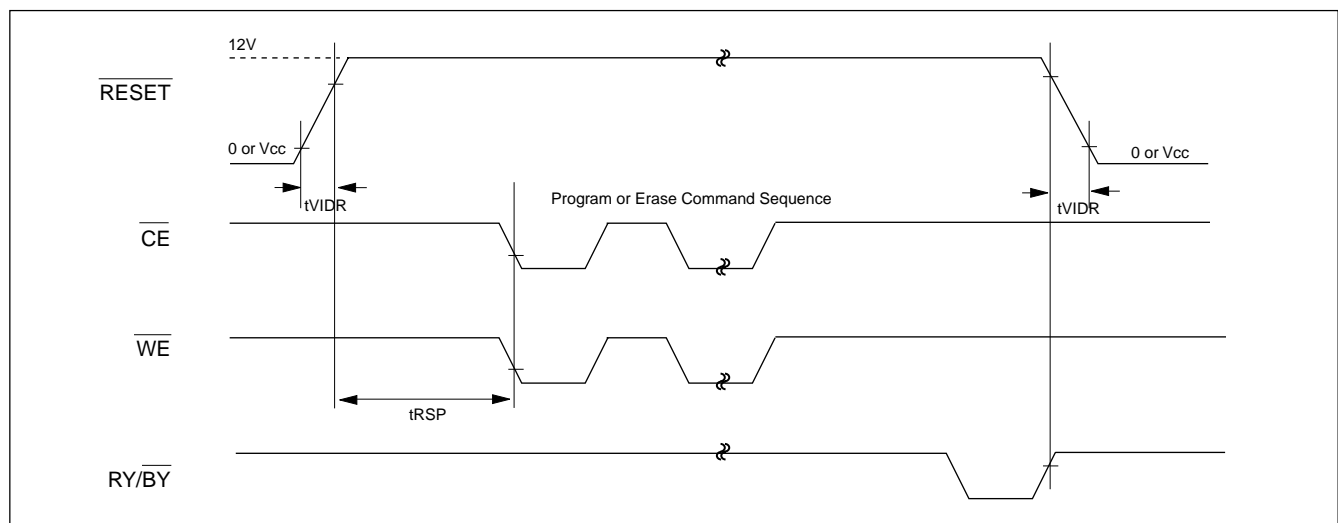 12V
RESET
0 or Vcc
0 or Vcc
tVIDR
Program or Erase Command Sequence
tVIDR
CE
WE
tRSP
RY/BY